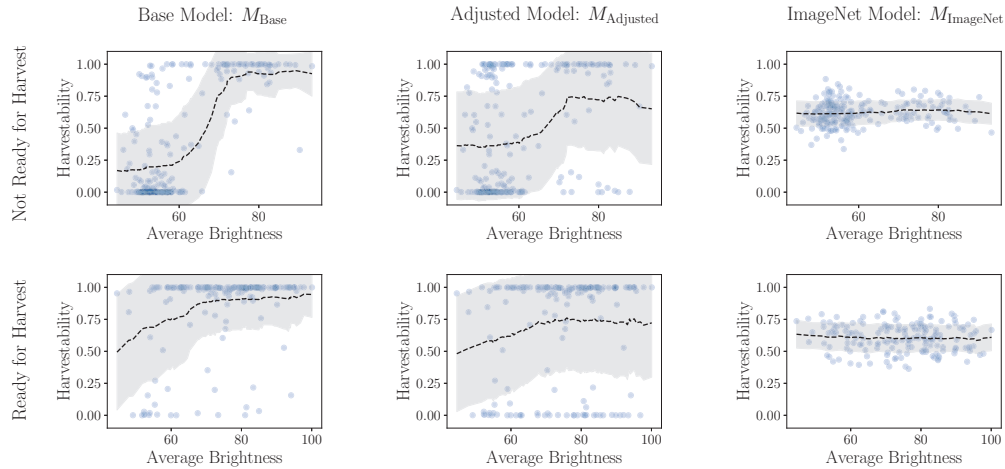 Base Model: M_Base
Adjusted Model: M_Adjusted
ImageNet Model: M_ImageNet
Not Ready for Harvest
Harvestability
1.00
0.75
0.50
0.25
0.00
60
80
Average Brightness
Harvestability
1.00
0.75
0.50
0.25
0.00
60
80
Average Brightness
Harvestability
1.00
0.75
0.50
0.25
0.00
60
80
Average Brightness
Ready for Harvest
Harvestability
1.00
0.75
0.50
0.25
0.00
60
80
100
Average Brightness
Harvestability
1.00
0.75
0.50
0.25
0.00
60
80
100
Average Brightness
Harvestability
1.00
0.75
0.50
0.25
0.00
60
80
100
Average Brightness